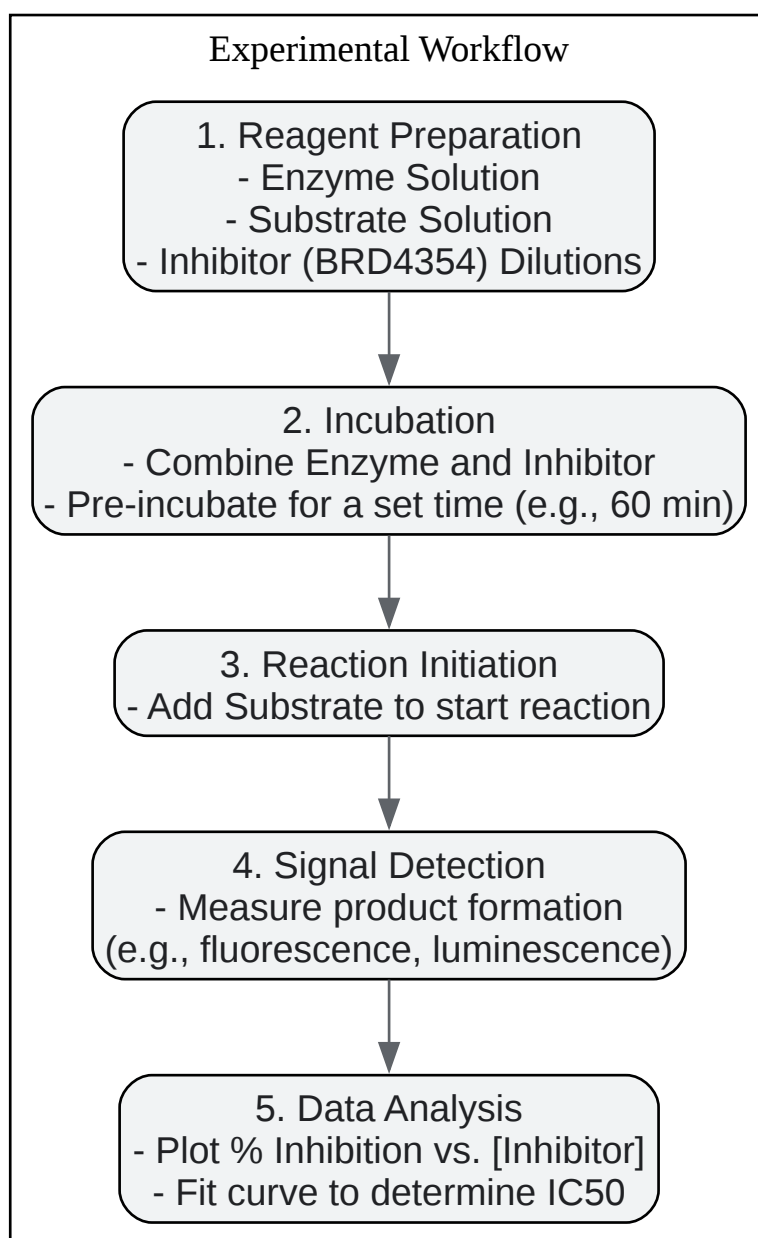 Experimental Workflow
1. Reagent Preparation
- Enzyme Solution
- Substrate Solution
- Inhibitor (BRD4354) Dilutions
2. Incubation
- Combine Enzyme and Inhibitor
- Pre-incubate for a set time (e.g., 60 min)
3. Reaction Initiation
- Add Substrate to start reaction
4. Signal Detection
- Measure product formation
(e.g., fluorescence, luminescence)
5. Data Analysis
- Plot % Inhibition vs. [Inhibitor]
- Fit curve to determine IC50